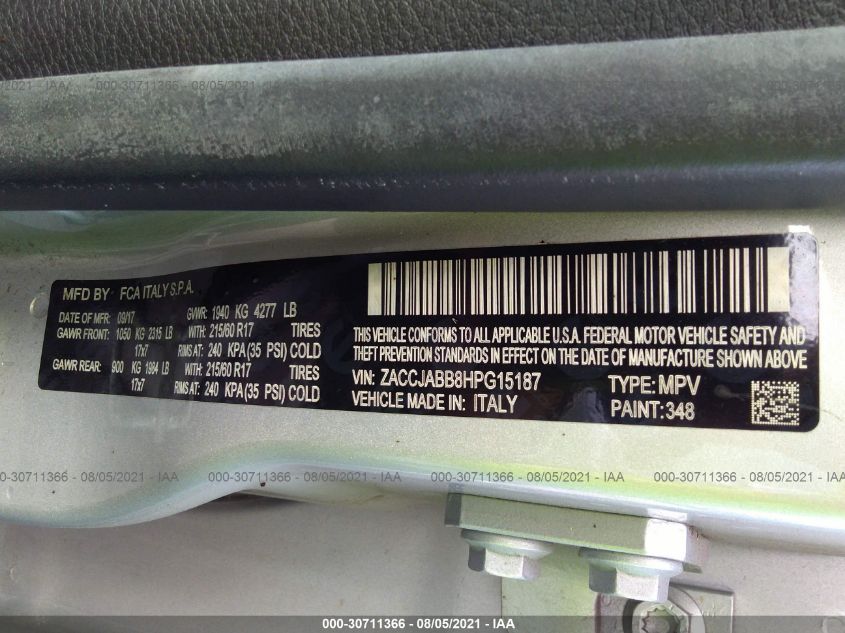 000-30711366 - 08/05/2021 - IAA
MFD BY FCA ITALY S.P.A.
DATE OF MFR: 09/17 GVWR: 1940 KG 4277 LB
GAWR FRONT: 1050 KG 2315 LB WITH: 215/60 R17 TIRES
17x7 RIMS AT: 240 KPA(35 PSI) COLD
GAWR REAR: 900 KG 1984 LB WITH: 215/60 R17 TIRES
17x7 RIMS AT: 240 KPA(35 PSI) COLD
THIS VEHICLE CONFORMS TO ALL APPLICABLE U.S.A. FEDERAL MOTOR VEHICLE SAFETY AND
THEFT PREVENTION STANDARDS IN EFFECT ON THE DATE OF MANUFACTURE SHOWN ABOVE
VIN: ZACCJABB8HPG15187 TYPE: MPV
VEHICLE MADE IN: ITALY PAINT:348
000-30711366 - 08/05/2021 - IAA
000-30711366 - 08/05/2021 - IAA